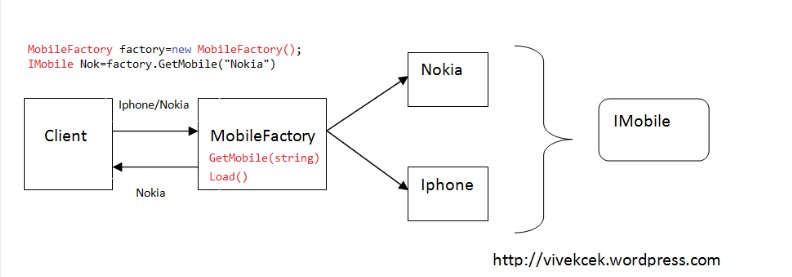 MobileFactory factory=new MobileFactory();
IMobile Nok=factory.GetMobile("Nokia")
Client
Iphone/Nokia
Nokia
MobileFactory
GetMobile(string)
Load()
Nokia
Iphone
IMobile
http://vivekcek.wordpress.com